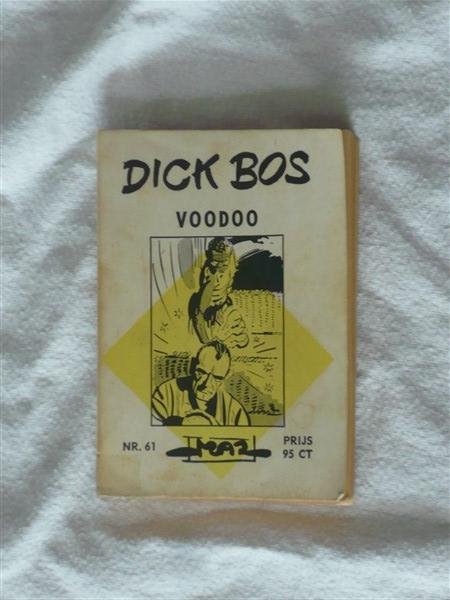 DICK BOS
VOODOO
NR. 61
MAZ
PRIJS
95 CT